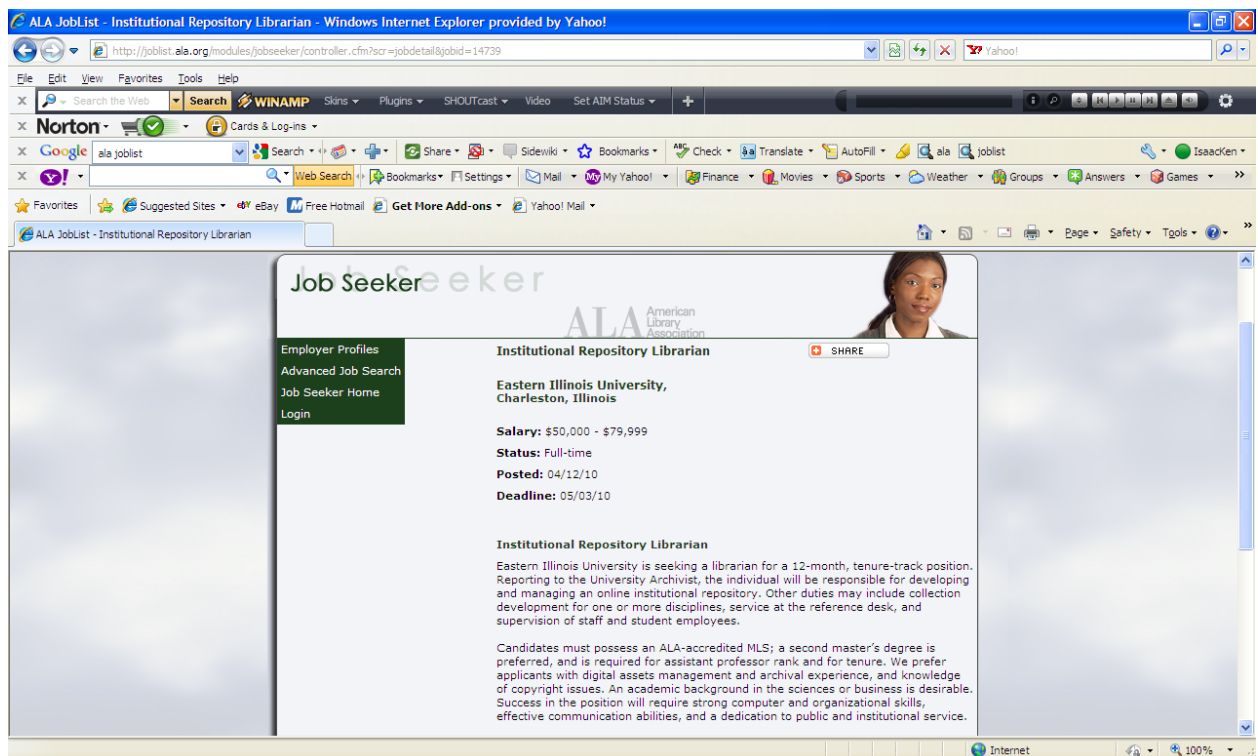 ALA JobList - Institutional Repository Librarian - Windows Internet Explorer provided by Yahoo!
http://joblist.ala.org/modules/jobseeker/controller.cfm?scr=jobdetail&jobid=14739 Yahoo!
File Edit View Favorites Tools Help
x Search the Web Search WINAMP Skins Plugins SHOUTcast Video Set AIM Status
x Norton Cards & Log-ins
x Google ala joblist Search Share Sidewiki Bookmarks Check Translate AutoFill ala joblist IsaacKen
x Y! Web Search Bookmarks Settings Mail My Yahoo! Finance Movies Sports Weather Groups Answers Games >>
Favorites Suggested Sites eBay Free Hotmail Get More Add-ons Yahoo! Mail
ALA JobList - Institutional Repository Librarian Page Safety Tools >>
Job Seeker
Job Seeker
ALA American
Library
Association
Employer Profiles
Advanced Job Search
Job Seeker Home
Login
Institutional Repository Librarian SHARE
Eastern Illinois University,
Charleston, Illinois
Salary: $50,000 - $79,999
Status: Full-time
Posted: 04/12/10
Deadline: 05/03/10
Institutional Repository Librarian
Eastern Illinois University is seeking a librarian for a 12-month, tenure-track position.
Reporting to the University Archivist, the individual will be responsible for developing
and managing an online institutional repository. Other duties may include collection
development for one or more disciplines, service at the reference desk, and
supervision of staff and student employees.
Candidates must possess an ALA-accredited MLS; a second master's degree is
preferred, and is required for assistant professor rank and for tenure. We prefer
applicants with digital assets management and archival experience, and knowledge
of copyright issues. An academic background in the sciences or business is desirable.
Success in the position will require strong computer and organizational skills,
effective communication abilities, and a dedication to public and institutional service.
Internet 100%